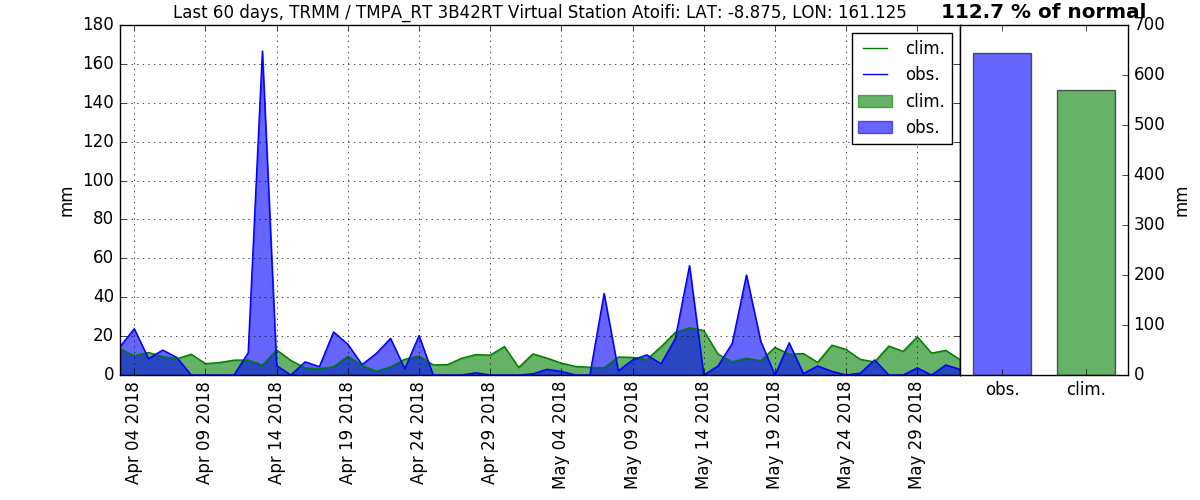 Last 60 days, TRMM / TMPA_RT 3B42RT Virtual Station Atoifi: LAT: -8.875, LON: 161.125
112.7 % of normal
180
160
140
120
100
80
60
40
20
0
mm
clim.
obs.
clim.
obs.
Apr 04 2018
Apr 09 2018
Apr 14 2018
Apr 19 2018
Apr 24 2018
Apr 29 2018
May 04 2018
May 09 2018
May 14 2018
May 19 2018
May 24 2018
May 29 2018
700
600
500
400
300
200
100
0
mm
obs.
clim.